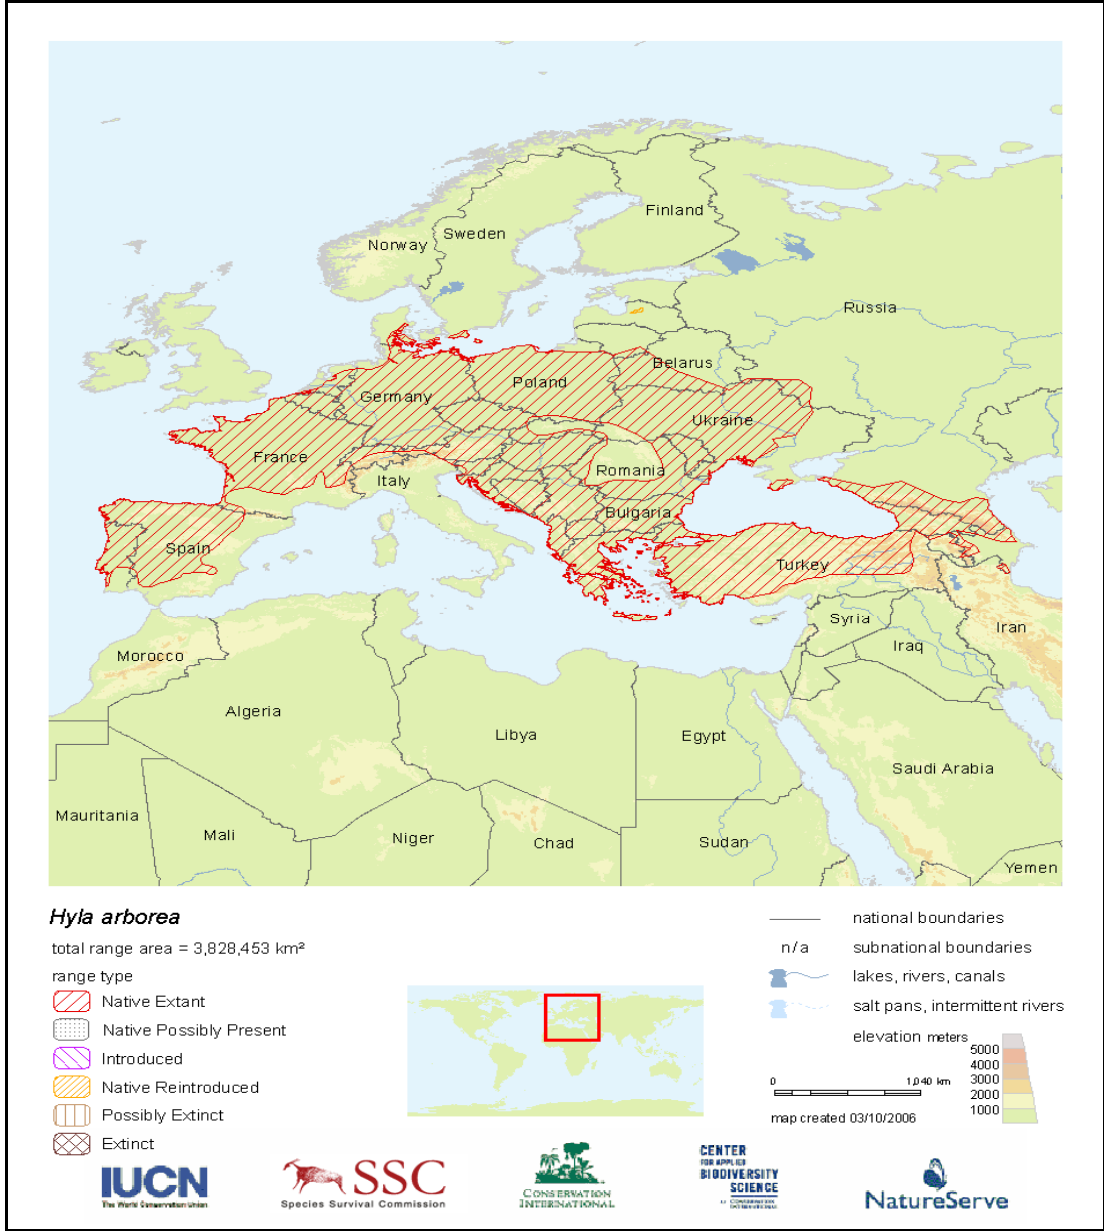 Finland
Sweden
Norway
Russia
Belarus
Poland
Germany
Ukraine
France
Romania
Italy
Bulgaria
Spain
Turkey
Syria
Iran
Iraq
Morocco
Algeria
Libya
Egypt
Saudi Arabia
Mauritania
Mali
Niger
Chad
Sudan
Yemen
Hyla arborea
total range area = 3,828,453 km²
range type
Native Extant
Native Possibly Present
Introduced
Native Reintroduced
Possibly Extinct
Extinct
national boundaries
n/a subnational boundaries
lakes, rivers, canals
salt pans, intermittent rivers
elevation meters
5000
4000
3000
2000
1000
0 1,040 km
map created 03/10/2006
IUCN
The World Conservation Union
SSC
Species Survival Commission
CONSERVATION
INTERNATIONAL
CENTER
FOR APPLIED
BIODIVERSITY
SCIENCE
AT CONSERVATION
INTERNATIONAL
NatureServe